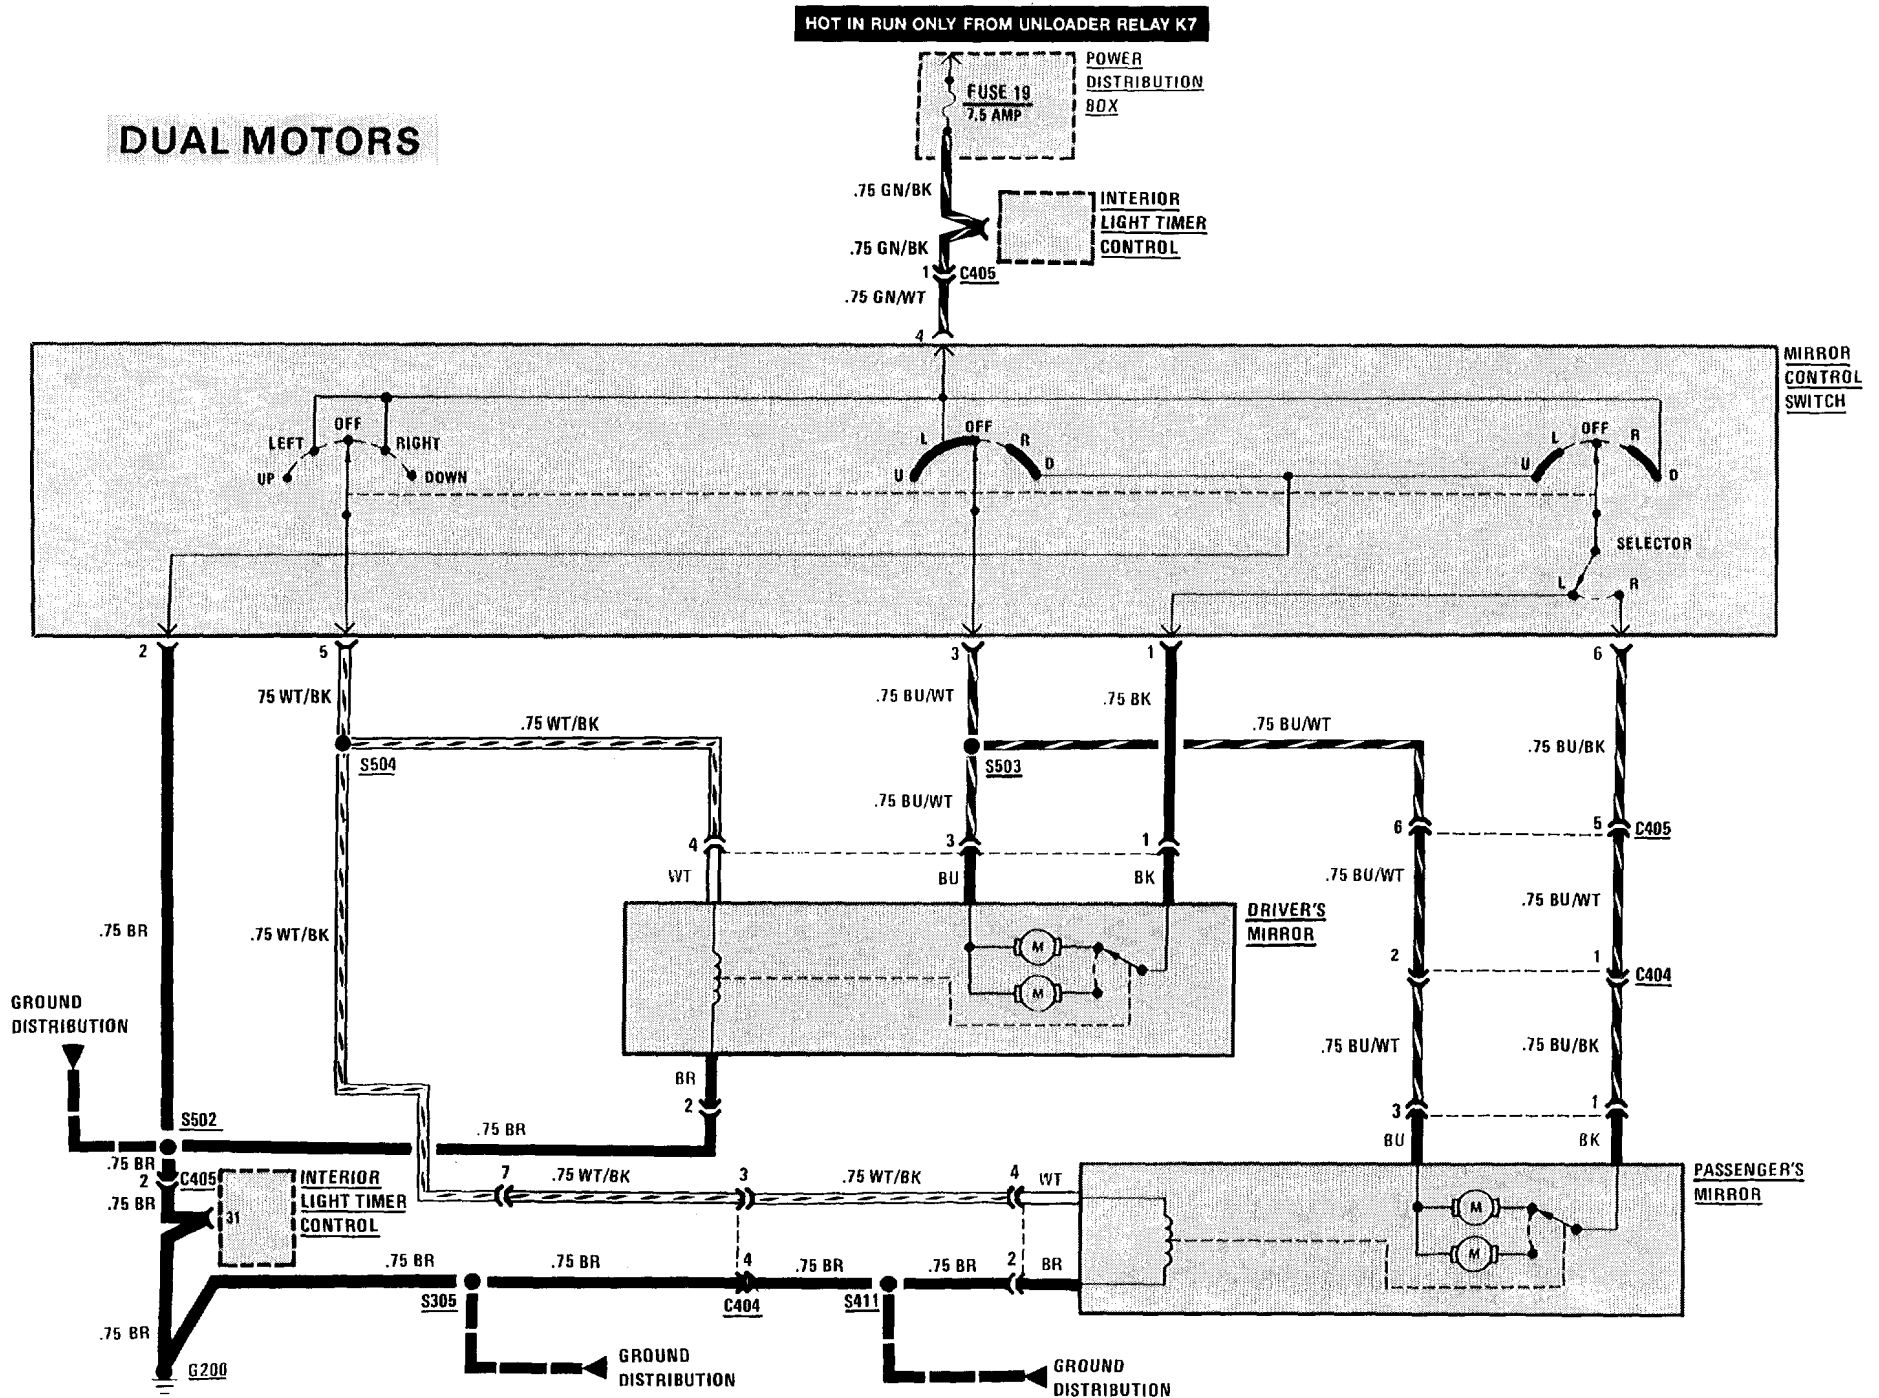 HOT IN RUN ONLY FROM UNLOADER RELAY K7
POWER
DISTRIBUTION
BOX
FUSE 19
7.5 AMP
DUAL MOTORS
.75 GN/BK
INTERIOR
LIGHT TIMER
CONTROL
.75 GN/BK
1
C405
.75 GN/WT
4
MIRROR
CONTROL
SWITCH
LEFT
OFF
RIGHT
UP
DOWN
L
OFF
R
U
D
L
OFF
R
U
D
SELECTOR
L
R
2
5
3
1
6
75 WT/BK
.75 BU/WT
.75 BK
.75 WT/BK
.75 BU/WT
.75 BU/BK
S504
S503
.75 BU/WT
4
3
1
6
5
C405
WT
BU
BK
.75 BU/WT
.75 BU/WT
DRIVER'S
MIRROR
.75 BR
.75 WT/BK
M
M
2
1
C404
GROUND
DISTRIBUTION
.75 BU/WT
.75 BU/BK
BR
2
3
1
S502
.75 BR
BU
BK
.75 BR
2
C405
.75 BR
INTERIOR
LIGHT TIMER
CONTROL
31
7
.75 WT/BK
3
.75 WT/BK
4
WT
PASSENGER'S
MIRROR
M
M
.75 BR
.75 BR
4
.75 BR
.75 BR
2
BR
S305
C404
S411
.75 BR
G200
GROUND
DISTRIBUTION
GROUND
DISTRIBUTION